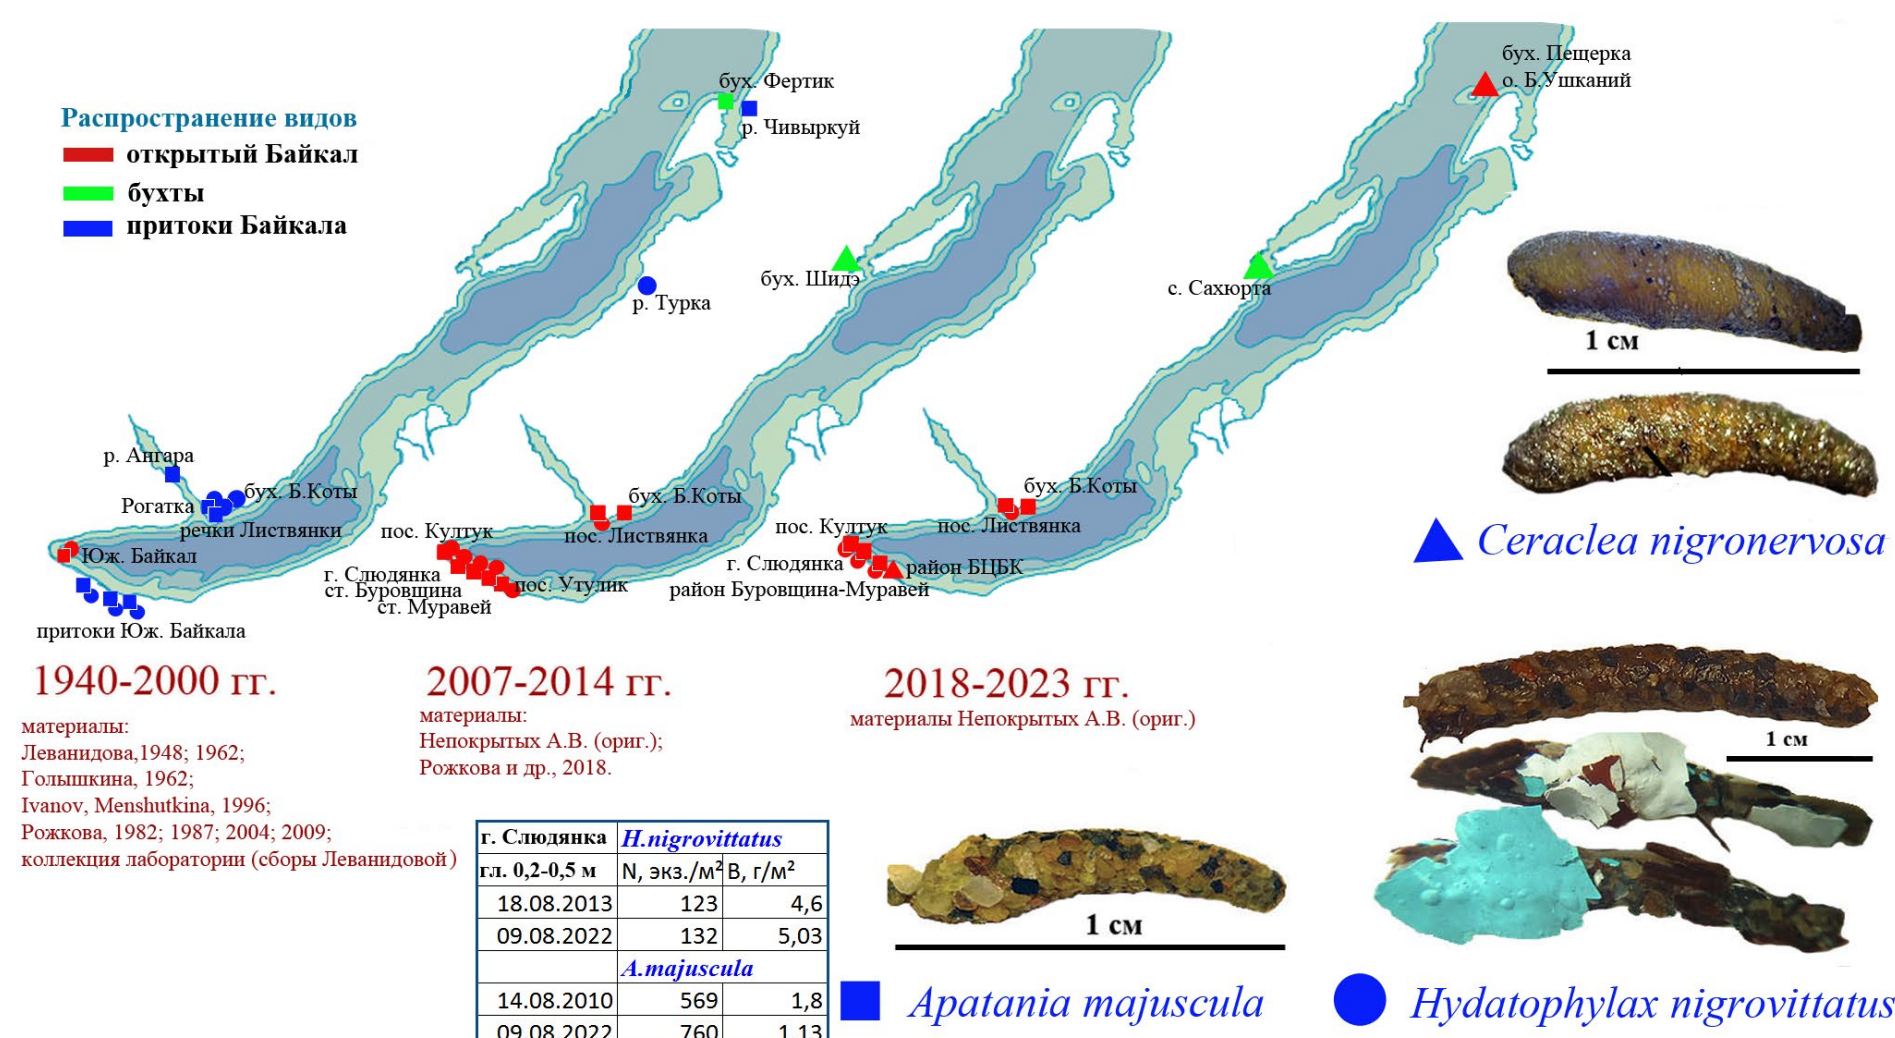 Распространение видов
открытый Байкал
бухты
притоки Байкала
бух. Фертик
р. Чивыркуй
р. Турка
р. Ангара
Рогатка
бух. Б.Коты
речки Листвянки
Юж. Байкал
притоки Юж. Байкала
1940-2000 гг.
материалы:
Леванидова,1948; 1962;
Голышкина, 1962;
Ivanov, Menshutkina, 1996;
Рожкова, 1982; 1987; 2004; 2009;
коллекция лаборатории (сборы Леванидовой)
бух. Шидэ
бух. Б.Коты
пос. Листвянка
пос. Култук
г. Слюдянка
ст. Буровщина
ст. Муравей
пос. Утулик
2007-2014 гг.
материалы:
Непокрытых А.В. (ориг.);
Рожкова и др., 2018.
бух. Пещерка
о. Б.Ушканий
с. Сахюрта
бух. Б.Коты
пос. Листвянка
пос. Култук
г. Слюдянка
район БЦБК
район Буровщина-Муравей
2018-2023 гг.
материалы Непокрытых А.В. (ориг.)
г. Слюдянка H.nigrovittatus
гл. 0,2-0,5 м N, экз./м² B, г/м²
18.08.2013 123 4,6
09.08.2022 132 5,03
A.majuscula
14.08.2010 569 1,8
09.08.2022 760 1,13
1 см
Ceraclea nigronervosa
1 см
1 см
Apatania majuscula
Hydatophylax nigrovittatus